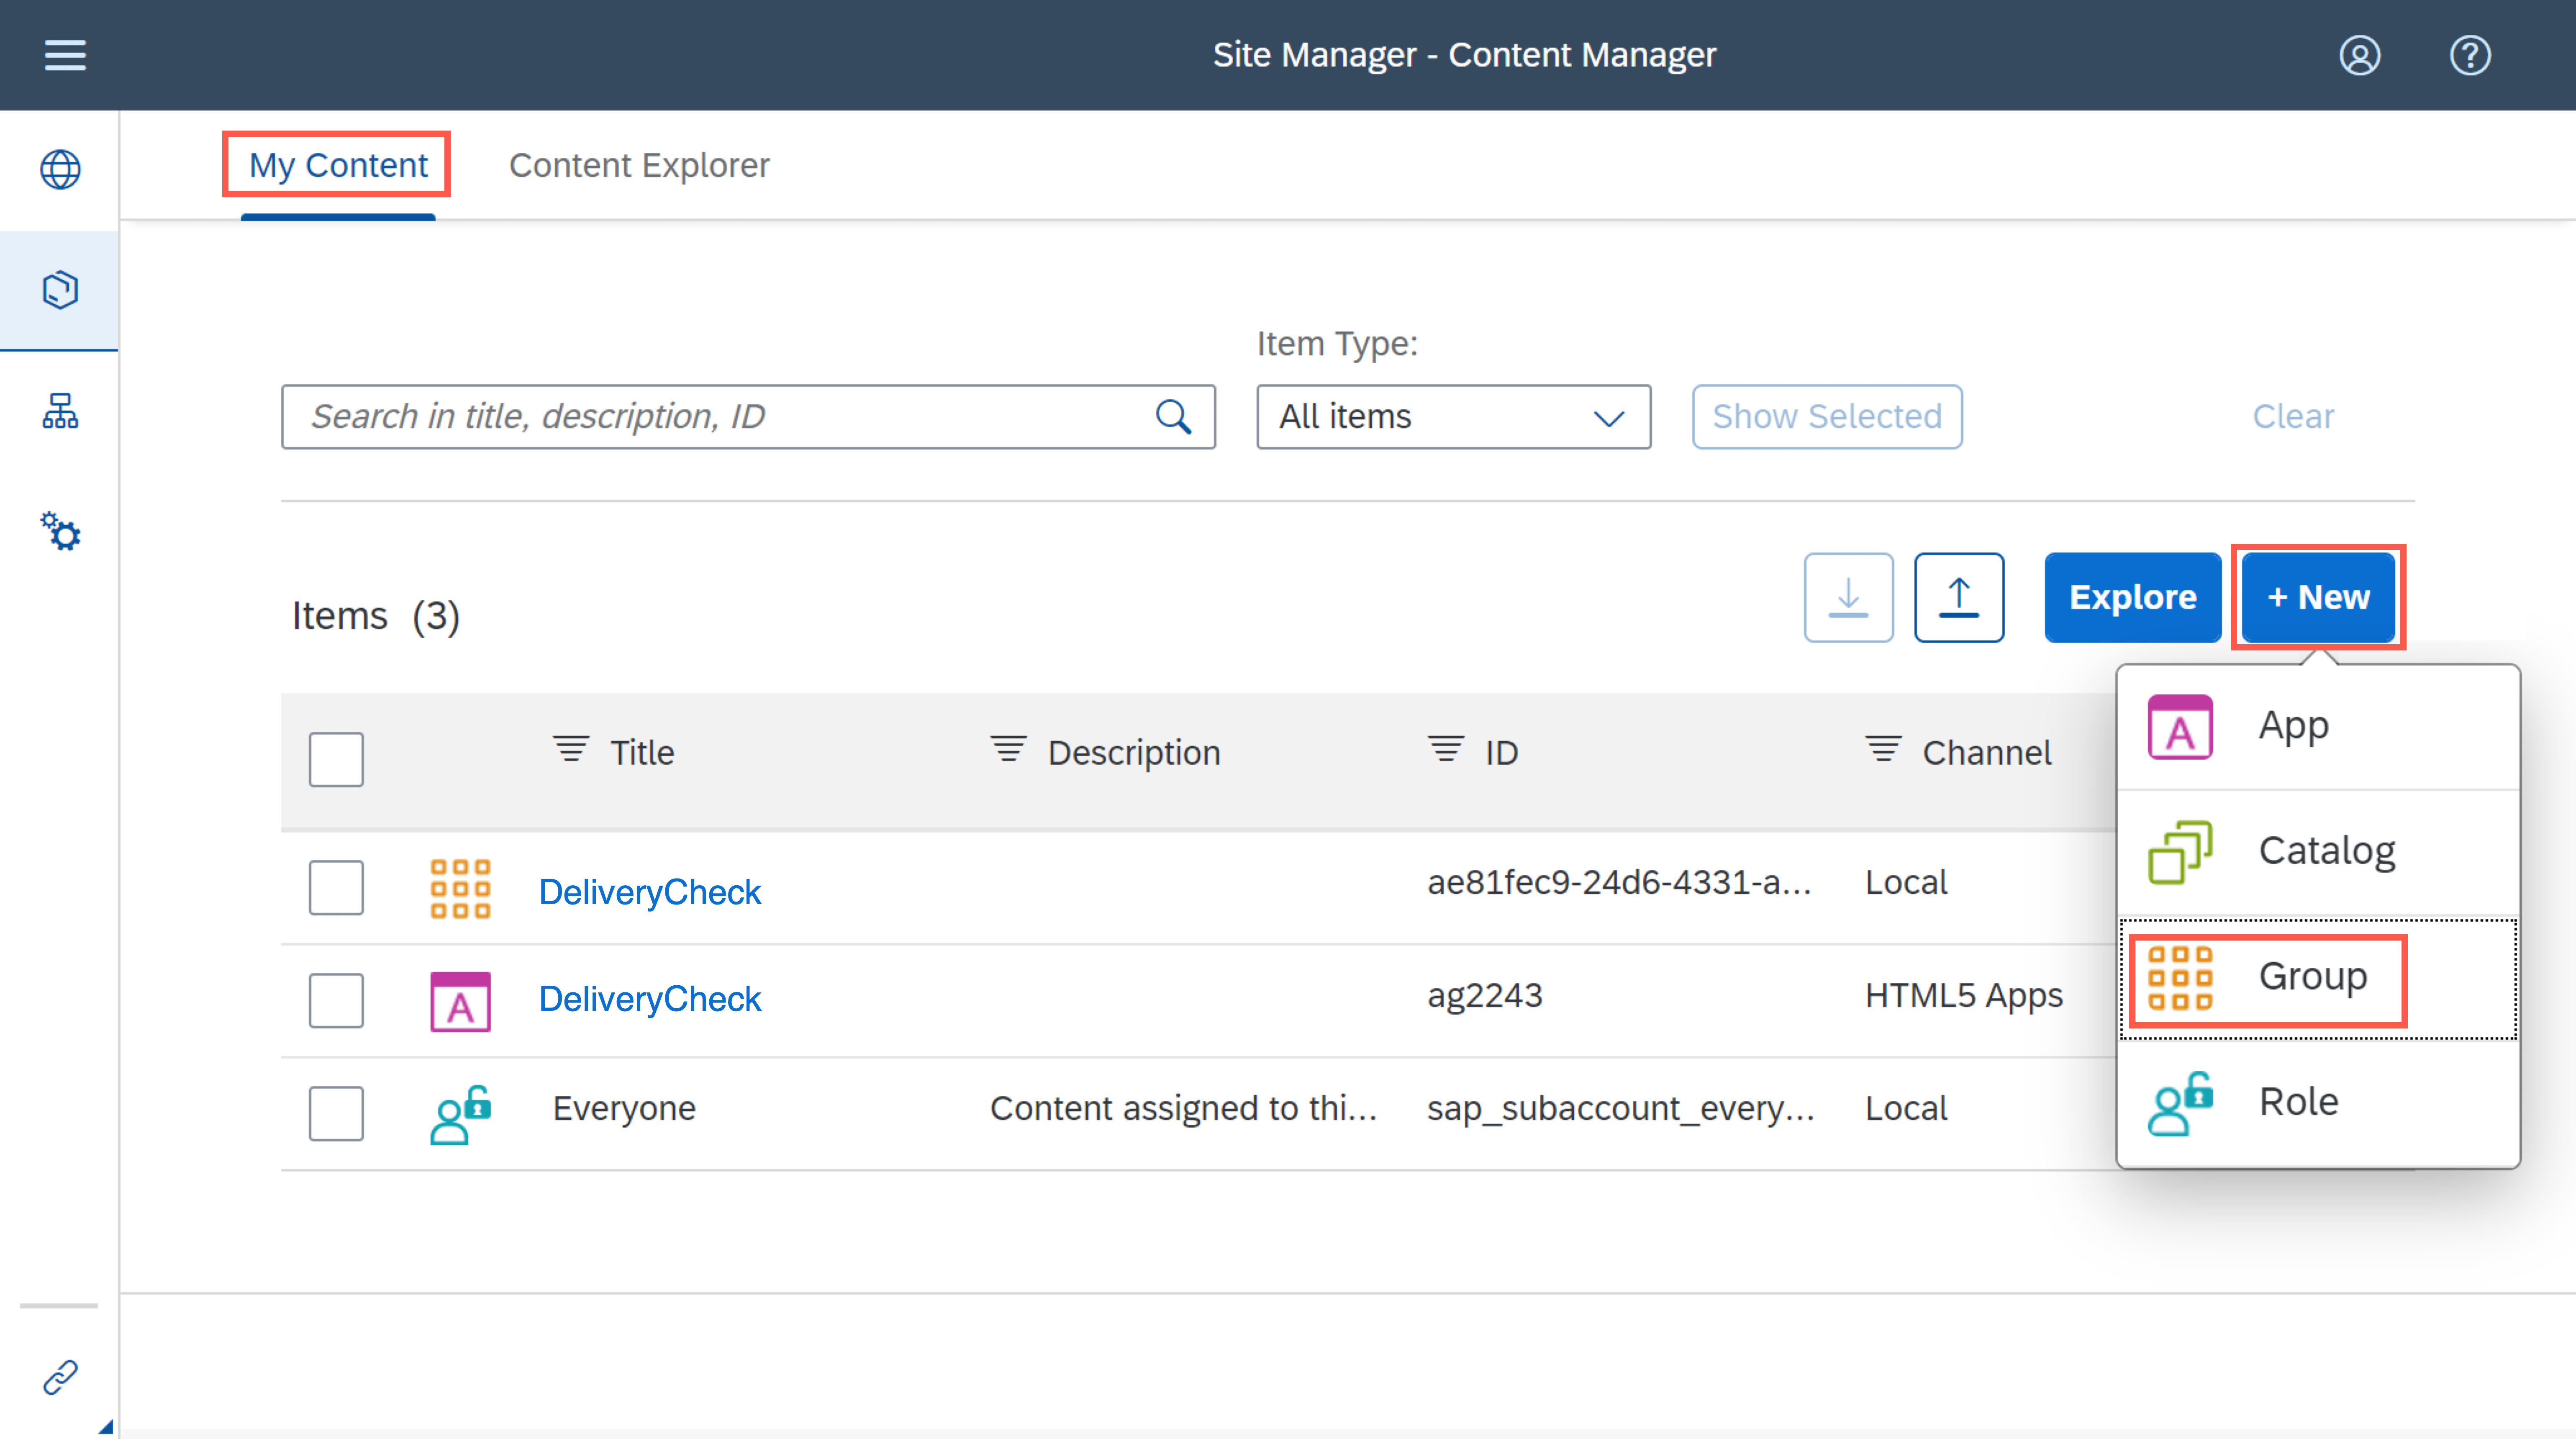 Site Manager - Content Manager
My Content
Content Explorer
Item Type:
Search in title, description, ID
All items
Show Selected
Clear
Items (3)
Explore
+ New
Title
Description
ID
Channel
DeliveryCheck
ae81fec9-24d6-4331-a...
Local
DeliveryCheck
ag2243
HTML5 Apps
Everyone
Content assigned to thi...
sap_subaccount_every...
Local
App
Catalog
Group
Role